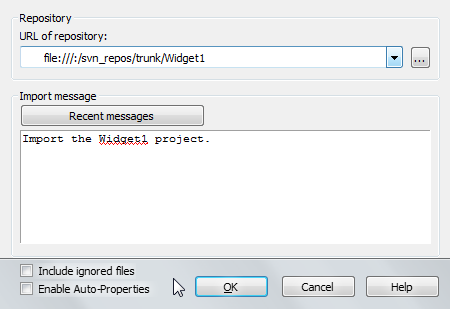 Repository
URL of repository:
file:///:/svn_repos/trunk/Widget1
...
Import message
Recent messages
Import the Widget1 project.
Include ignored files
Enable Auto-Properties
OK
Cancel
Help